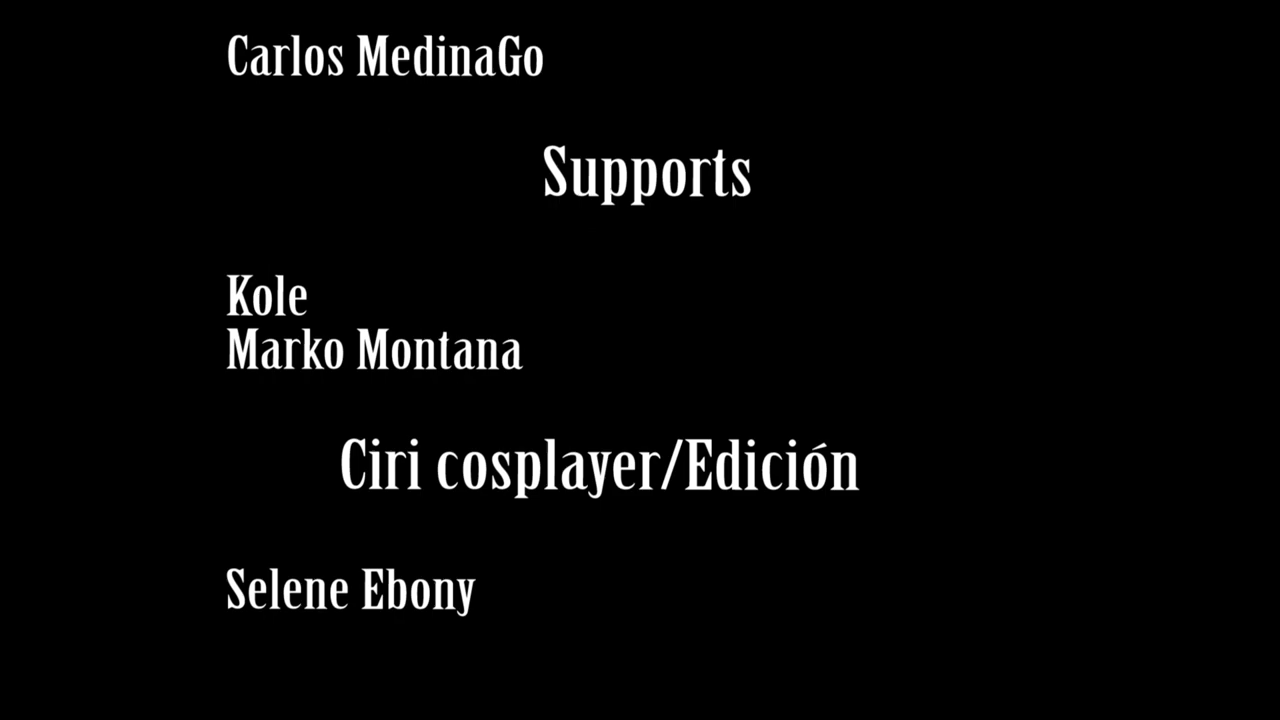 Carlos MedinaGo
Supports
Kole
Marko Montana
Ciri cosplayer/Edición
Selene Ebony